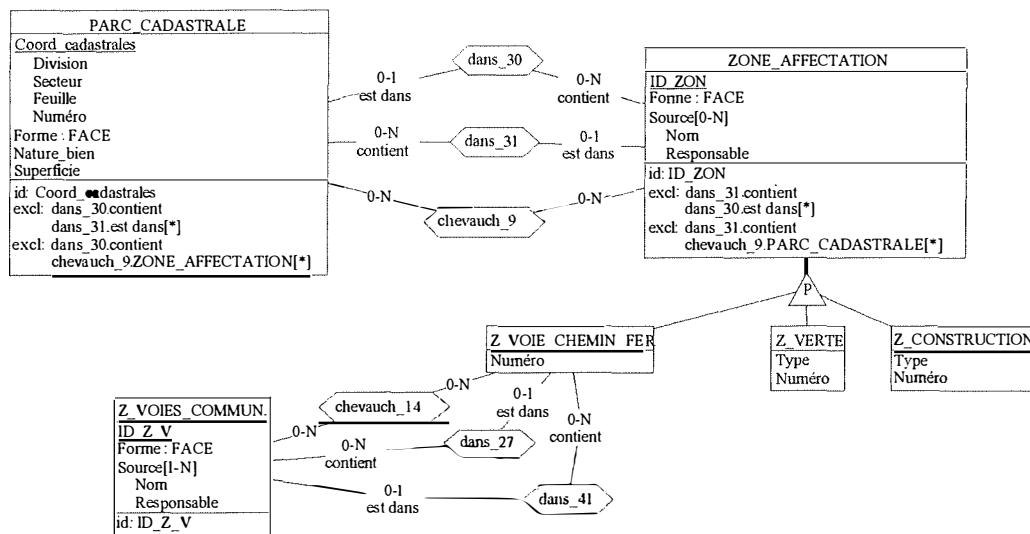 PARC_CADASTRALE
Coord_cadastrales
Division
Secteur
Feuille
Numéro
Forme : FACE
Nature_bien
Superficie
id: Coord_cadastrales
excl: dans_30.contient
dans_31.est dans[*]
excl: dans_30.contient
chevauch_9.ZONE_AFFECTATION[*]
0-1
est dans
dans_30
0-N
contient
0-N
contient
dans_31
0-1
est dans
0-N
chevauch_9
0-N
ZONE_AFFECTATION
ID_ZON
Forme : FACE
Source[0-N]
Nom
Responsable
id: ID_ZON
excl: dans_31.contient
dans_30.est dans[*]
excl: dans_31.contient
chevauch_9.PARC_CADASTRALE[*]
P
Z_VOIE_CHEMIN_FER
Numéro
Z_VERTE
Type
Numéro
Z_CONSTRUCTION
Type
Numéro
0-N
chevauch_14
0-N
0-1
est dans
dans_27
0-N
contient
0-N
contient
dans_41
0-1
est dans
Z_VOIES_COMMUN.
ID_Z_V
Forme : FACE
Source[1-N]
Nom
Responsable
id: ID_Z_V